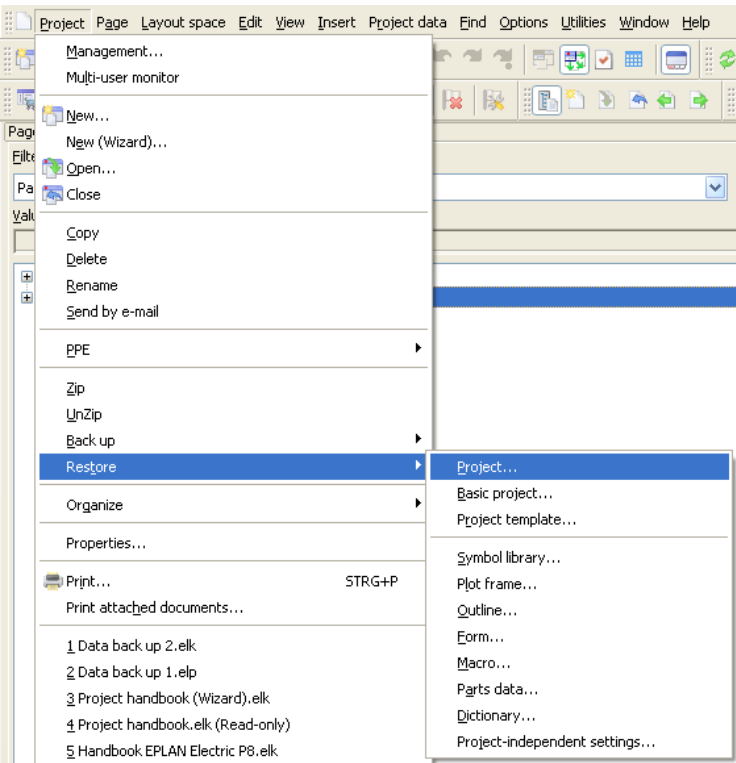 Project Page Layout space Edit View Insert Project data Find Options Utilities Window Help
Management...
Multi-user monitor
New...
New (Wizard)...
Open...
Close
Copy
Delete
Rename
Send by e-mail
PPE
Zip
UnZip
Back up
Restore
Organize
Properties...
Print... STRG+P
Print attached documents...
1 Data back up 2.elk
2 Data back up 1.elp
3 Project handbook (Wizard).elk
4 Project handbook.elk (Read-only)
5 Handbook EPLAN Electric P8.elk
Project...
Basic project...
Project template...
Symbol library...
Plot frame...
Outline...
Form...
Macro...
Parts data...
Dictionary...
Project-independent settings...
Pag
Filte
Pa
Valu